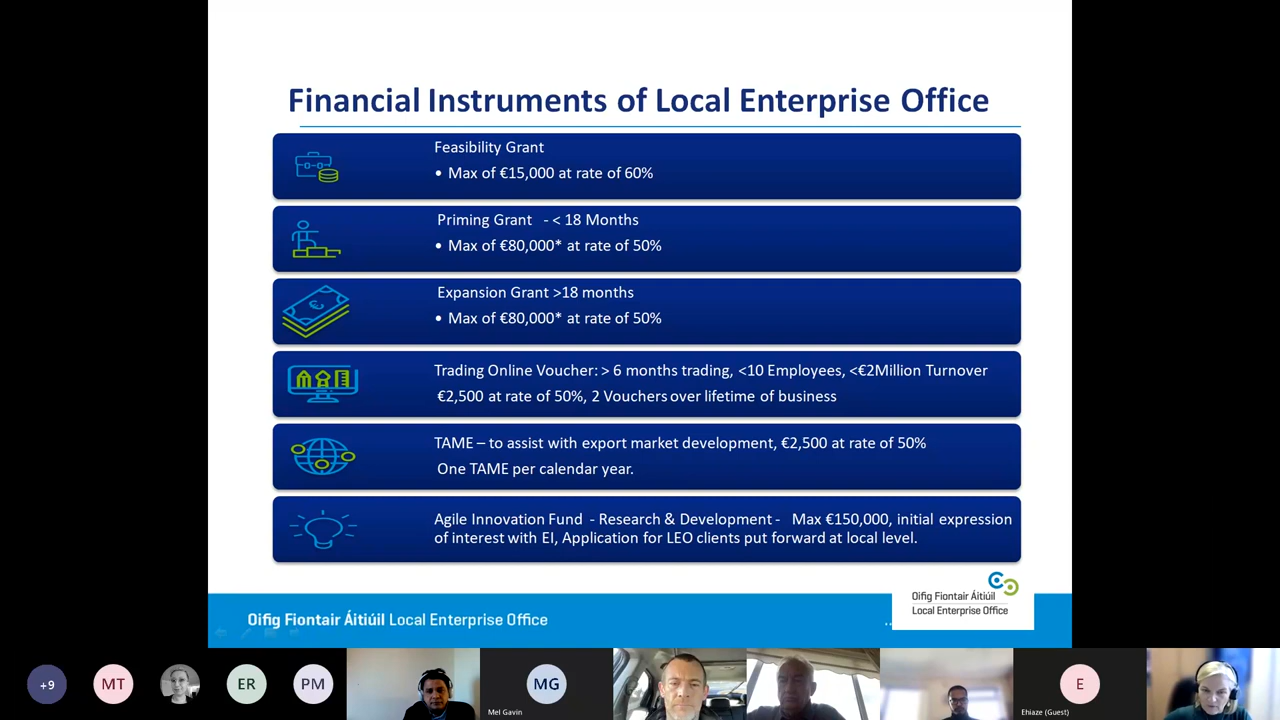 Financial Instruments of Local Enterprise Office
Feasibility Grant
• Max of €15,000 at rate of 60%
Priming Grant - < 18 Months
• Max of €80,000* at rate of 50%
Expansion Grant >18 months
• Max of €80,000* at rate of 50%
Trading Online Voucher: > 6 months trading, <10 Employees, <€2Million Turnover
€2,500 at rate of 50%, 2 Vouchers over lifetime of business
TAME – to assist with export market development, €2,500 at rate of 50%
One TAME per calendar year.
Agile Innovation Fund - Research & Development - Max €150,000, initial expression
of interest with EI, Application for LEO clients put forward at local level.
Oifig Fiontair Áitiúil Local Enterprise Office
..
Oifig Fiontair Áitiúil
Local Enterprise Office
+9
MT
ER
PM
MG
Mel Gavin
E
Ehiaze (Guest)